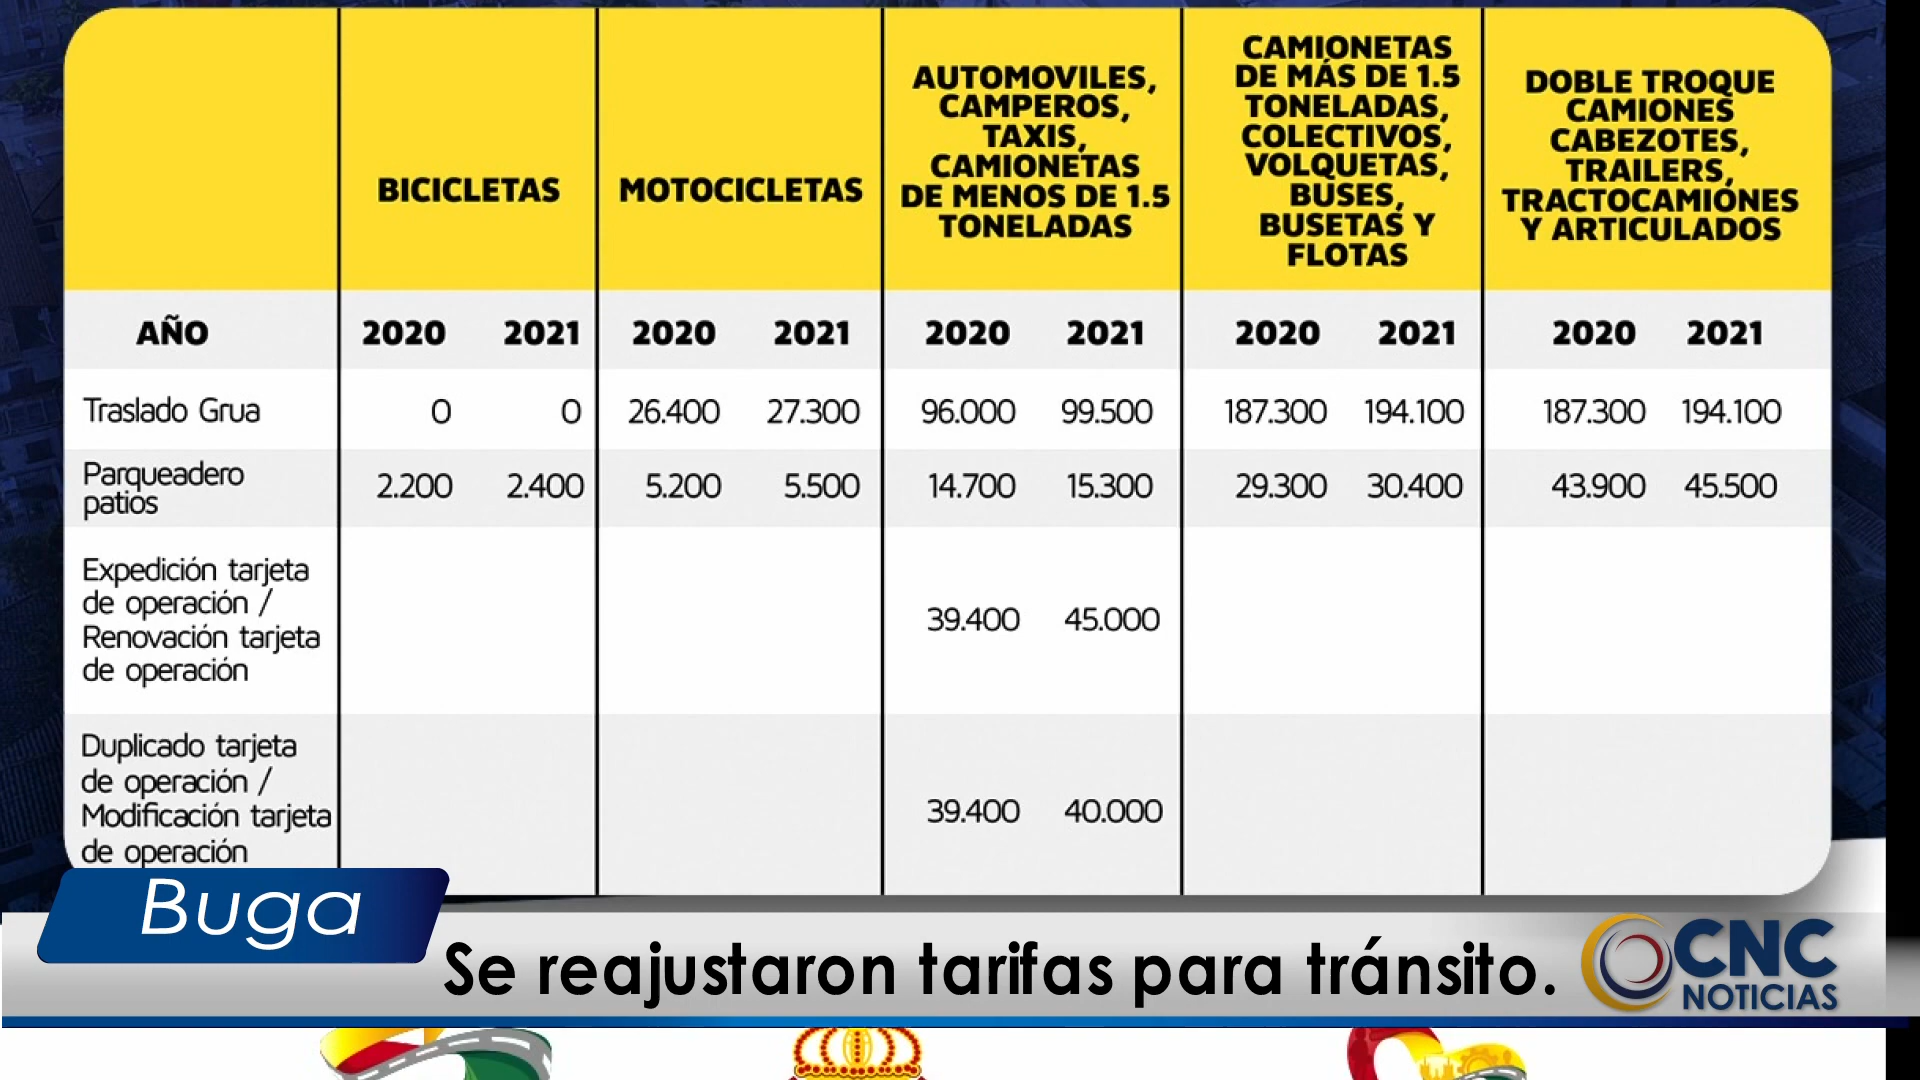 BICICLETAS
MOTOCICLETAS
AUTOMOVILES,
CAMPEROS,
TAXIS,
CAMIONETAS
DE MENOS DE 1.5
TONELADAS
CAMIONETAS
DE MÁS DE 1.5
TONELADAS,
COLECTIVOS,
VOLQUETAS,
BUSES,
BUSETAS Y
FLOTAS
DOBLE TROQUE
CAMIONES
CABEZOTES,
TRAILERS,
TRACTOCAMIONES
Y ARTICULADOS
AÑO 2020 2021 2020 2021 2020 2021 2020 2021 2020 2021
Traslado Grua 0 0 26.400 27.300 96.000 99.500 187.300 194.100 187.300 194.100
Parqueadero
patios
2.200 2.400 5.200 5.500 14.700 15.300 29.300 30.400 43.900 45.500
Expedición tarjeta
de operación /
Renovación tarjeta
de operación
39.400 45.000
Duplicado tarjeta
de operación /
Modificación tarjeta
de operación
39.400 40.000
Buga
Se reajustaron tarifas para tránsito.
CNC
NOTICIAS